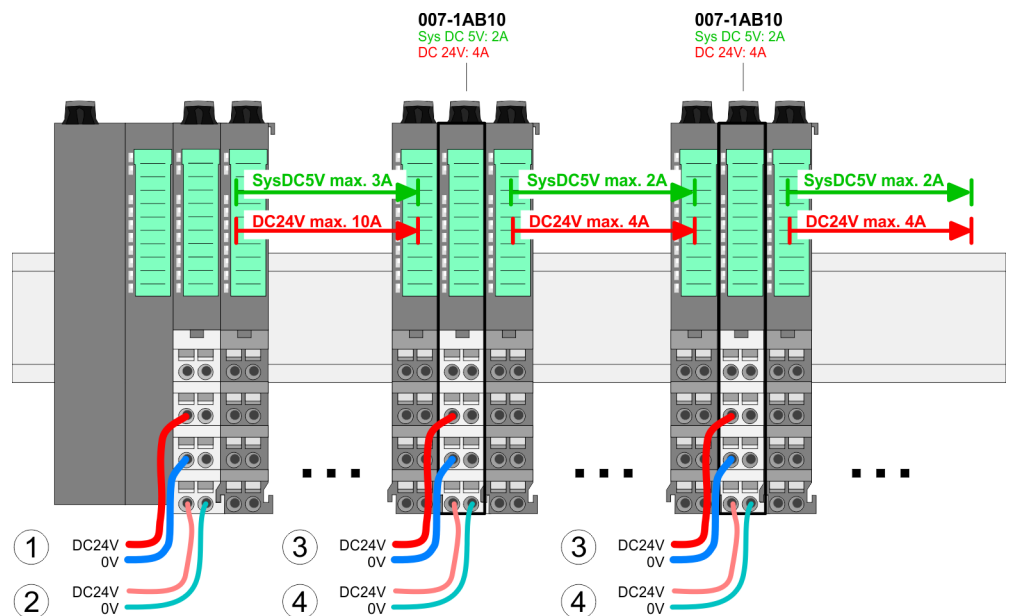 007-1AB10
Sys DC 5V: 2A
DC 24V: 4A
007-1AB10
Sys DC 5V: 2A
DC 24V: 4A
SysDC5V max. 3A
SysDC5V max. 2A
SysDC5V max. 2A
DC24V max. 10A
DC24V max. 4A
DC24V max. 4A
1
DC24V
0V
3
DC24V
0V
3
DC24V
0V
2
DC24V
0V
4
DC24V
0V
4
DC24V
0V